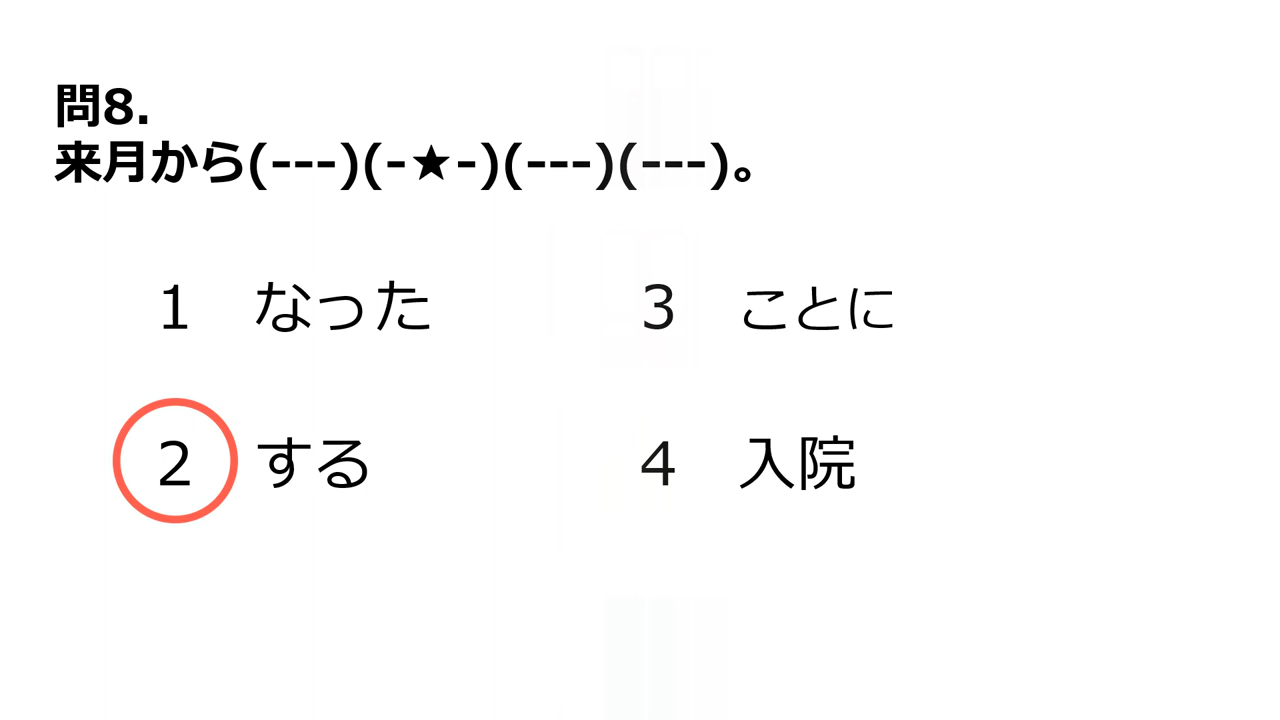 問8.
来月から(---)(-★-)(---)(---)。
1 なった 3 ことに
2 する 4 入院